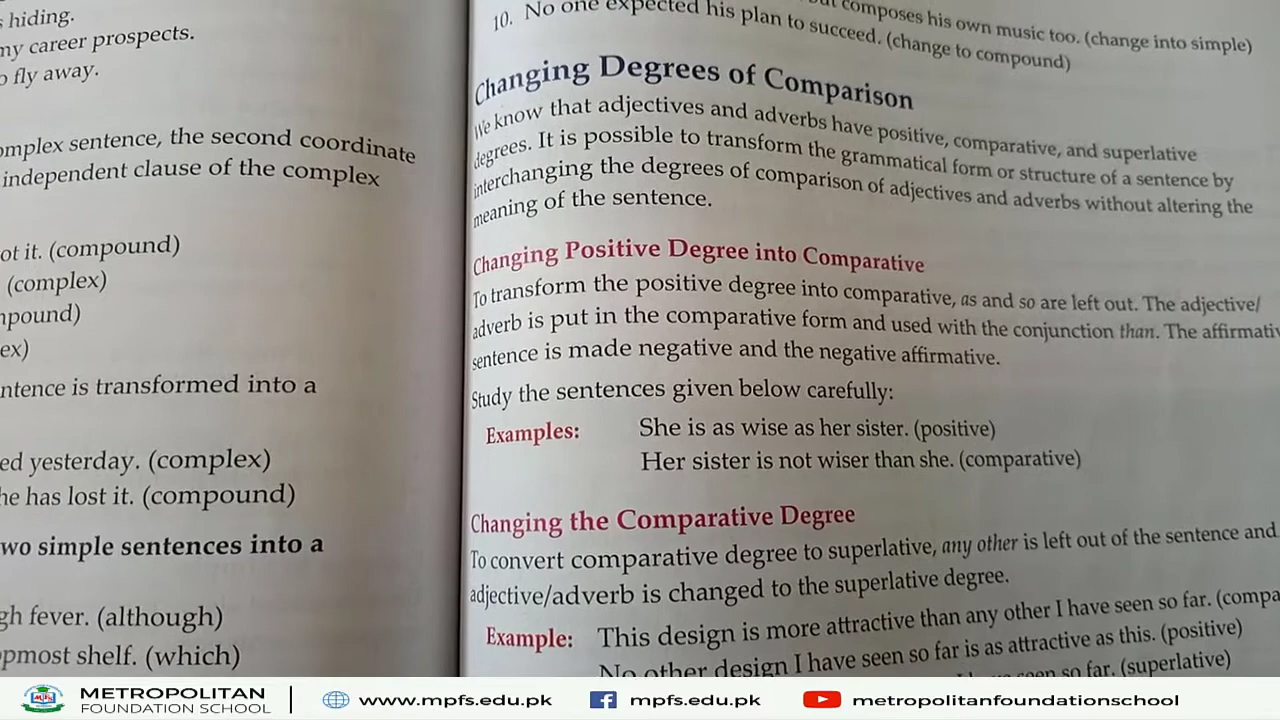 hiding.
my career prospects.
fly away.
omplex sentence, the second coordinate
independent clause of the complex
ot it. (compound)
(complex)
mpound)
ex)
ntence is transformed into a
ed yesterday. (complex)
he has lost it. (compound)
wo simple sentences into a
gh fever. (although)
pmost shelf. (which)
but composes his own music too. (change into simple)
10. No one expected his plan to succeed. (change to compound)
Changing Degrees of Comparison
We know that adjectives and adverbs have positive, comparative, and superlative
degrees. It is possible to transform the grammatical form or structure of a sentence by
interchanging the degrees of comparison of adjectives and adverbs without altering the
meaning of the sentence.
Changing Positive Degree into Comparative
To transform the positive degree into comparative, as and so are left out. The adjective/
adverb is put in the comparative form and used with the conjunction than. The affirmativ
sentence is made negative and the negative affirmative.
Study the sentences given below carefully:
Examples: She is as wise as her sister. (positive)
Her sister is not wiser than she. (comparative)
Changing the Comparative Degree
To convert comparative degree to superlative, any other is left out of the sentence and
adjective/adverb is changed to the superlative degree.
Example: This design is more attractive than any other I have seen so far. (compa
No other design I have seen so far is as attractive as this. (positive)
seen so far. (superlative)
METROPOLITAN
FOUNDATION SCHOOL
www.mpfs.edu.pk
mpfs.edu.pk
metropolitanfoundationschool